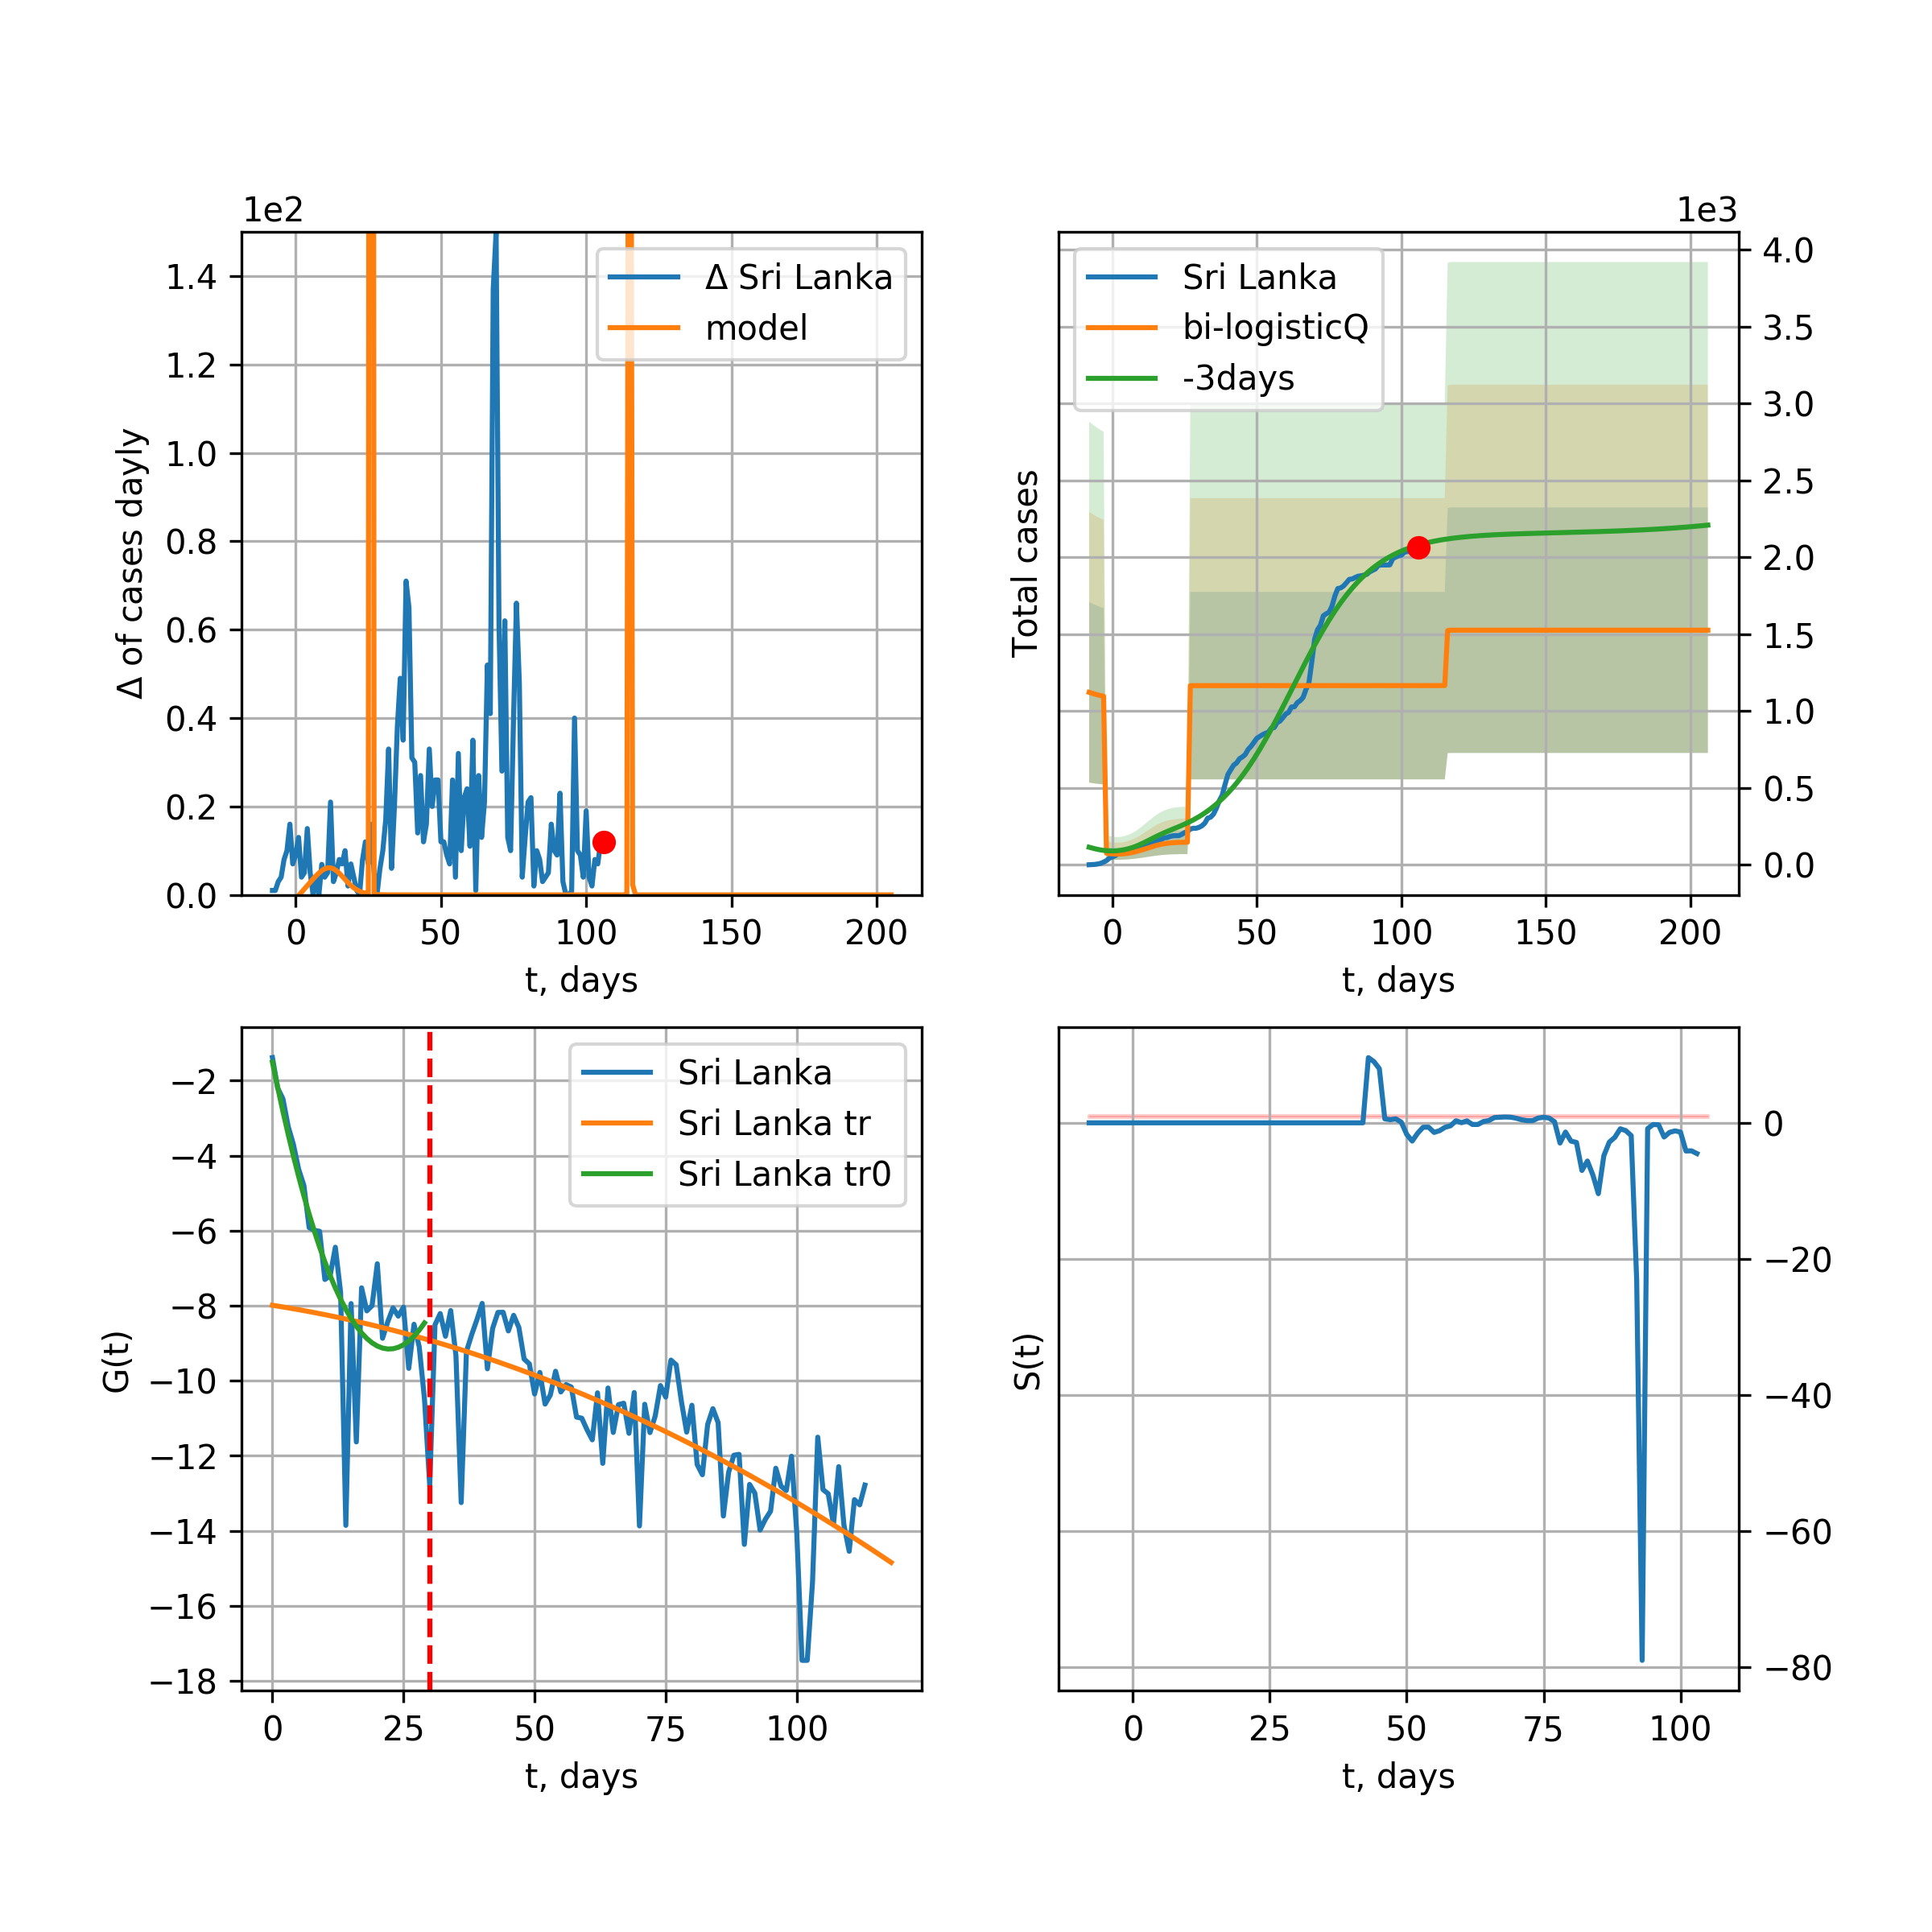 1e2
Δ of cases dayly
1.4
1.2
1.0
0.8
0.6
0.4
0.2
0.0
Δ Sri Lanka
model
0 50 100 150 200
t, days
1e3
Total cases
Sri Lanka
bi-logisticQ
-3days
4.0
3.5
3.0
2.5
2.0
1.5
1.0
0.5
0.0
0 50 100 150 200
t, days
G(t)
−2
−4
−6
−8
−10
−12
−14
−16
−18
Sri Lanka
Sri Lanka tr
Sri Lanka tr0
0 25 50 75 100
t, days
S(t)
0
−20
−40
−60
−80
0 25 50 75 100
t, days